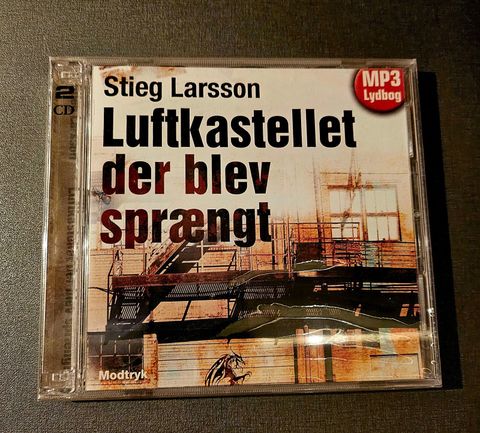 2
CD
Stieg Larsson
MP3
Lydbog
Luftkastellet
der blev
sprængt
Modtryk